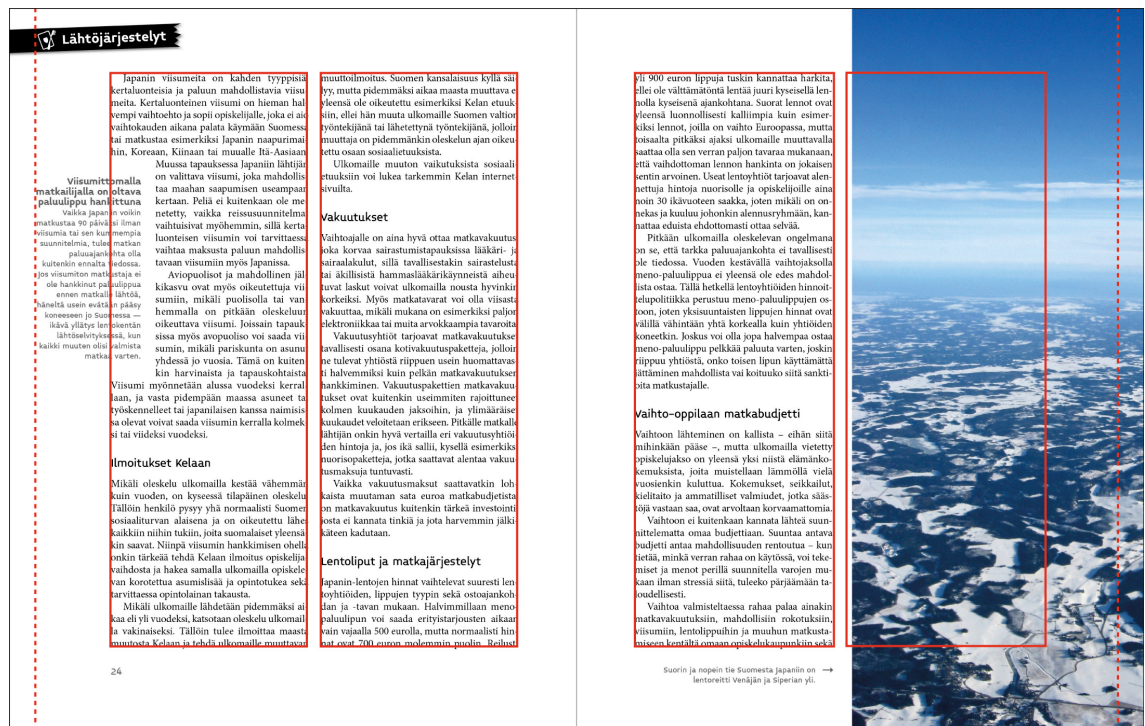 Lähtöjärjestelyt
Japanin viisumeita on kahden tyyppisiä
kertaluonteisia ja paluun mahdollistavia viisu-
meita. Kertaluonteinen viisumi on hieman hal-
vempi vaihtoehto ja sopii opiskelijalle, joka ei aio
vaihtokauden aikana palata käymään Suomessa
tai matkustaa esimerkiksi Japanin naapurimai-
hin, Koreaan, Kiinaan tai muualle Itä-Aasiaan
Muussa tapauksessa Japaniin lähtijän
on valittava viisumi, joka mahdollis-
taa maahan saapumisen useampaan
kertaan. Peliä ei kuitenkaan ole me-
netetty, vaikka reissusuunnitelma
vaihtuisivat myöhemmin, sillä kerta-
luonteisen viisumin voi tarvittaessa
vaihtaa maksusta paluun mahdollis-
tavaan viisumiin myös Japanissa.
Aviopuolisot ja mahdollinen jäl-
kikasvu ovat myös oikeutettuja vii-
sumiin, mikäli puolisolla tai van-
hemmalla on pitkään oleskeluun
oikeuttava viisumi. Joissain tapauk-
sissa myös avopuoliso voi saada vii-
sumin, mikäli pariskunta on asunut
yhdessä jo vuosia. Tämä on kuiten-
kin harvinaista ja tapauskohtaista
Viisumi myönnetään alussa vuodeksi kerral-
laan, ja vasta pidempään maassa asuneet ta
työskennelleet tai japanilaisen kanssa naimisis-
sa olevat voivat saada viisumin kerralla kolmek-
si tai viideksi vuodeksi.
Ilmoitukset Kelaan
Mikäli oleskelu ulkomailla kestää vähemmän
kuin vuoden, on kyseessä tilapäinen oleskelu
Tällöin henkilö pysyy yhä normaalisti Suomen
sosiaaliturvan alaisena ja on oikeutettu lähe-
kaikkiin niihin tukiin, joita suomalaiset yleensä-
kin saavat. Niinpä viisumin hankkimisen ohella
onkin tärkeää tehdä Kelaan ilmoitus opiskelija-
vaihdosta ja hakea samalla ulkomailla opiskele-
van korotettua asumislisää ja opintotukea sekä
tarvittaessa opintolainan takausta.
Mikäli ulkomaille lähdetään pidemmäksi ai-
kaa eli yli vuodeksi, katsotaan oleskelu ulkomail-
la vakinaiseksi. Tällöin tulee ilmoittaa maasta
muutosta Kelaan ja tehdä ulkomaille muuttavan
Viisumittomalla
matkailijalla on oltava
paluulippu hankittuna
Vaikka Japaniin voikin
matkustaa 90 päiväksi ilman
viisumia tai sen kummempia
suunnitelmia, tulee matkan
paluuajankohta olla
kuitenkin ennalta tiedossa.
Jos viisumiton matkustaja ei
ole hankkinut paluulippua
ennen matkalle lähtöä,
häneltä usein evätään pääsy
koneeseen jo Suomessa —
ikävä yllätys lentokentän
lähtöselvityksessä, kun
kaikki muuten olisi valmista
matkaa varten.
muuttoilmoitus. Suomen kansalaisuus kyllä säi-
lyy, mutta pidemmäksi aikaa maasta muuttava e
yleensä ole oikeutettu esimerkiksi Kelan etuuk-
siin, ellei hän muuta ulkomaille Suomen valtion
työntekijänä tai lähetettynä työntekijänä, jolloin
muuttaja on pidemmänkin oleskelun ajan oikeu-
tettu osaan sosiaalietuuksista.
Ulkomaille muuton vaikutuksista sosiaali-
etuuksiin voi lukea tarkemmin Kelan internet-
sivuilta.
Vakuutukset
Vaihtoajalle on aina hyvä ottaa matkavakuutus
joka korvaa sairastumistapauksissa lääkäri- ja
sairaalakulut, sillä tavallisestakin sairastelusta
tai äkillisistä hammaslääkärikäynneistä aiheu-
tuvat laskut voivat ulkomailla nousta hyvinkin
korkeiksi. Myös matkatavarat voi olla viisasta
vakuuttaa, mikäli mukana on esimerkiksi paljon
elektroniikkaa tai muita arvokkaampia tavaroita
Vakuutusyhtiöt tarjoavat matkavakuutukset
tavallisesti osana kotivakuutuspaketteja, jolloin
ne tulevat yhtiöstä riippuen usein huomattavas-
ti halvemmiksi kuin pelkän matkavakuutuksen
hankkiminen. Vakuutuspakettien matkavakuu-
tukset ovat kuitenkin useimmiten rajoittuneet
kolmen kuukauden jaksoihin, ja ylimääräiset
kuukaudet veloitetaan erikseen. Pitkälle matkalle
lähtijän onkin hyvä vertailla eri vakuutusyhtiöi-
den hintoja ja, jos ikä sallii, kysellä esimerkiksi
nuorisopaketteja, jotka saattavat alentaa vakuu-
tusmaksuja tuntuvasti.
Vaikka vakuutusmaksut saattavatkin loh-
kaista muutaman sata euroa matkabudjetista
on matkavakuutus kuitenkin tärkeä investointi
josta ei kannata tinkiä ja jota harvemmin jälki-
käteen kadutaan.
Lentoliput ja matkajärjestelyt
Japanin-lentojen hinnat vaihtelevat suuresti len-
toyhtiöiden, lippujen tyypin sekä ostoajankoh-
dan ja -tavan mukaan. Halvimmillaan meno-
paluulipun voi saada erityistarjousten aikaan
vain vajaalla 500 eurolla, mutta normaalisti hin-
nat ovat 700 euron molemmin puolin. Reilusti
24
yli 900 euron lippuja tuskin kannattaa harkita,
ellei ole välttämätöntä lentää juuri kyseisellä len-
nolla kyseisenä ajankohtana. Suorat lennot ovat
yleensä luonnollisesti kalliimpia kuin esimer-
kiksi lennot, joilla on vaihto Euroopassa, mutta
toisaalta pitkäksi ajaksi ulkomaille muuttavalla
saattaa olla sen verran paljon tavaraa mukanaan,
että vaihdottoman lennon hankinta on jokaisen
sentin arvoinen. Useat lentoyhtiöt tarjoavat alen-
nettuja hintoja nuorisolle ja opiskelijoille aina
noin 30 ikävuoteen saakka, joten mikäli on on-
nekas ja kuuluu johonkin alennusryhmään, kan-
nattaa eduista ehdottomasti ottaa selvää.
Pitkään ulkomailla oleskelevan ongelmana
on se, että tarkka paluuajankohta ei tavallisesti
ole tiedossa. Vuoden kestävällä vaihtojaksolla
meno-paluulippua ei yleensä ole edes mahdol-
lista ostaa. Tällä hetkellä lentoyhtiöiden hinnoit-
telupolitiikka perustuu meno-paluulippujen os-
toon, joten yksisuuntaisten lippujen hinnat ovat
välillä vähintään yhtä korkealla kuin yhtiöiden
koneetkin. Joskus voi olla jopa halvempaa ostaa
meno-paluulippu pelkkää paluuta varten, joskin
riippuu yhtiöstä, onko toisen lipun käyttämättä
jättäminen mahdollista vai koituuko siitä sankti-
oita matkustajalle.
Vaihto-oppilaan matkabudjetti
Vaihtoon lähteminen on kallista – eihän siitä
mihinkään pääse –, mutta ulkomailla vietetty
opiskelujakso on yleensä yksi niistä elämänko-
kemuksista, joita muistellaan lämmöllä vielä
vuosienkin kuluttua. Kokemukset, seikkailut,
kielitaito ja ammatilliset valmiudet, jotka sääs-
töjä vastaan saa, ovat arvoltaan korvaamattomia.
Vaihtoon ei kuitenkaan kannata lähteä suun-
nittelematta omaa budjettiaan. Suuntaa antava
budjetti antaa mahdollisuuden rentoutua – kun
tietää, minkä verran rahaa on käytössä, voi teke-
miset ja menot perillä suunnitella varojen mu-
kaan ilman stressiä siitä, tuleeko pärjäämään ta-
loudellisesti.
Vaihtoa valmisteltaessa rahaa palaa ainakin
matkavakuutuksiin, mahdollisiin rokotuksiin,
viisumiin, lentolippuihin ja muuhun matkusta-
miseen kentältä omaan opiskelukaupunkiin sekä
Suorin ja nopein tie Suomesta Japaniin on →
lentoreitti Venäjän ja Siperian yli.